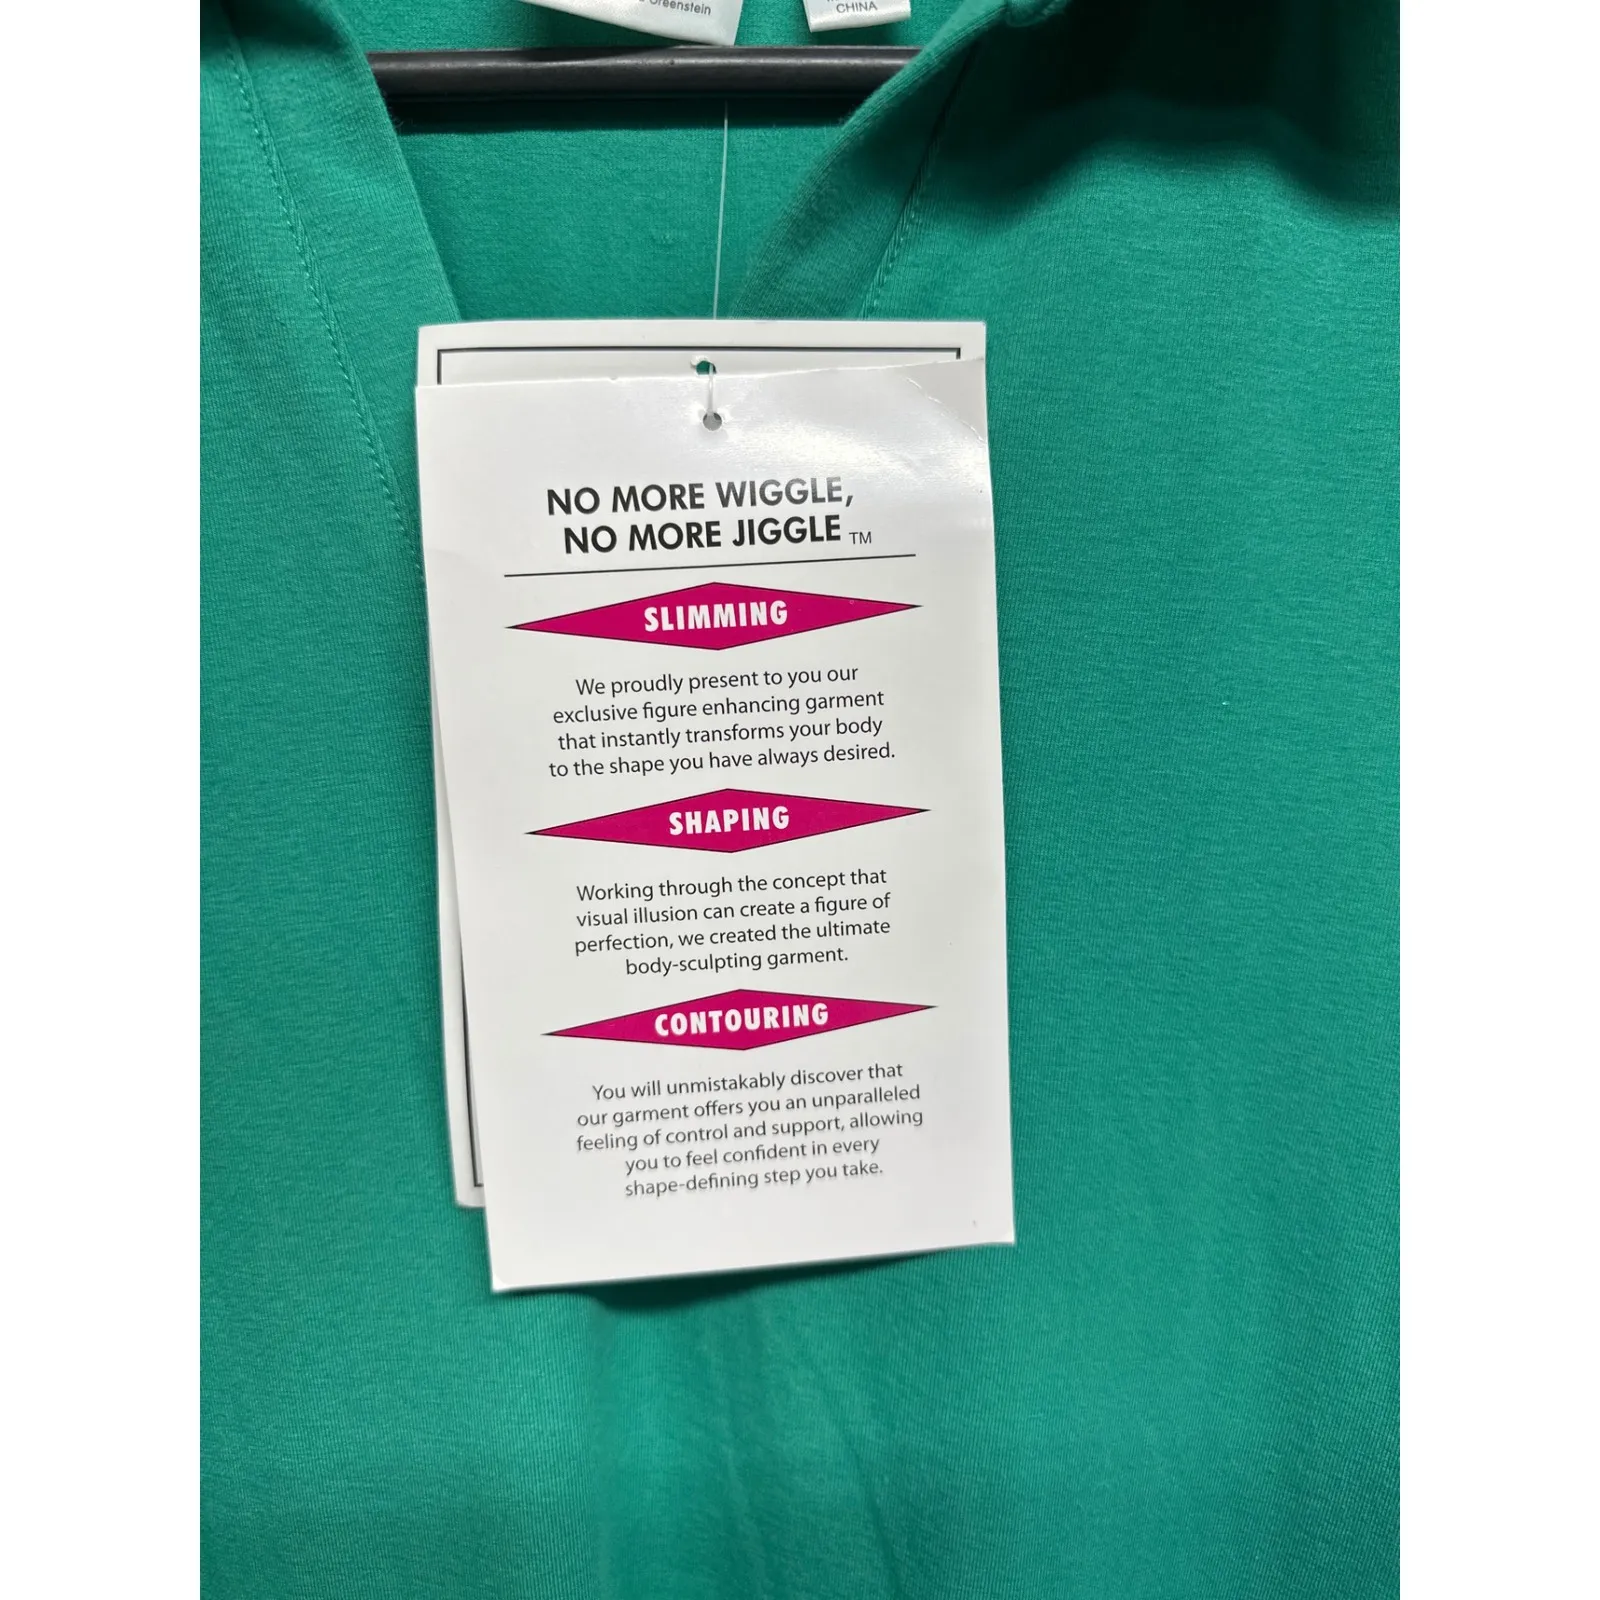 Greenstein
CHINA
NO MORE WIGGLE,
NO MORE JIGGLE TM
SLIMMING
We proudly present to you our
exclusive figure enhancing garment
that instantly transforms your body
to the shape you have always desired.
SHAPING
Working through the concept that
visual illusion can create a figure of
perfection, we created the ultimate
body-sculpting garment.
CONTOURING
You will unmistakably discover that
our garment offers you an unparalleled
feeling of control and support, allowing
you to feel confident in every
shape-defining step you take.